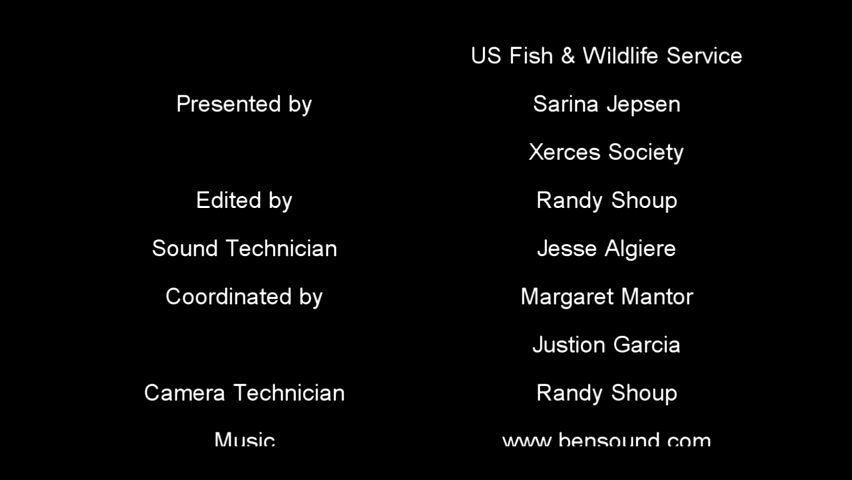 US Fish & Wildlife Service
Presented by Sarina Jepsen
Xerces Society
Edited by Randy Shoup
Sound Technician Jesse Algiere
Coordinated by Margaret Mantor
Justion Garcia
Camera Technician Randy Shoup
Music www.bensound.com